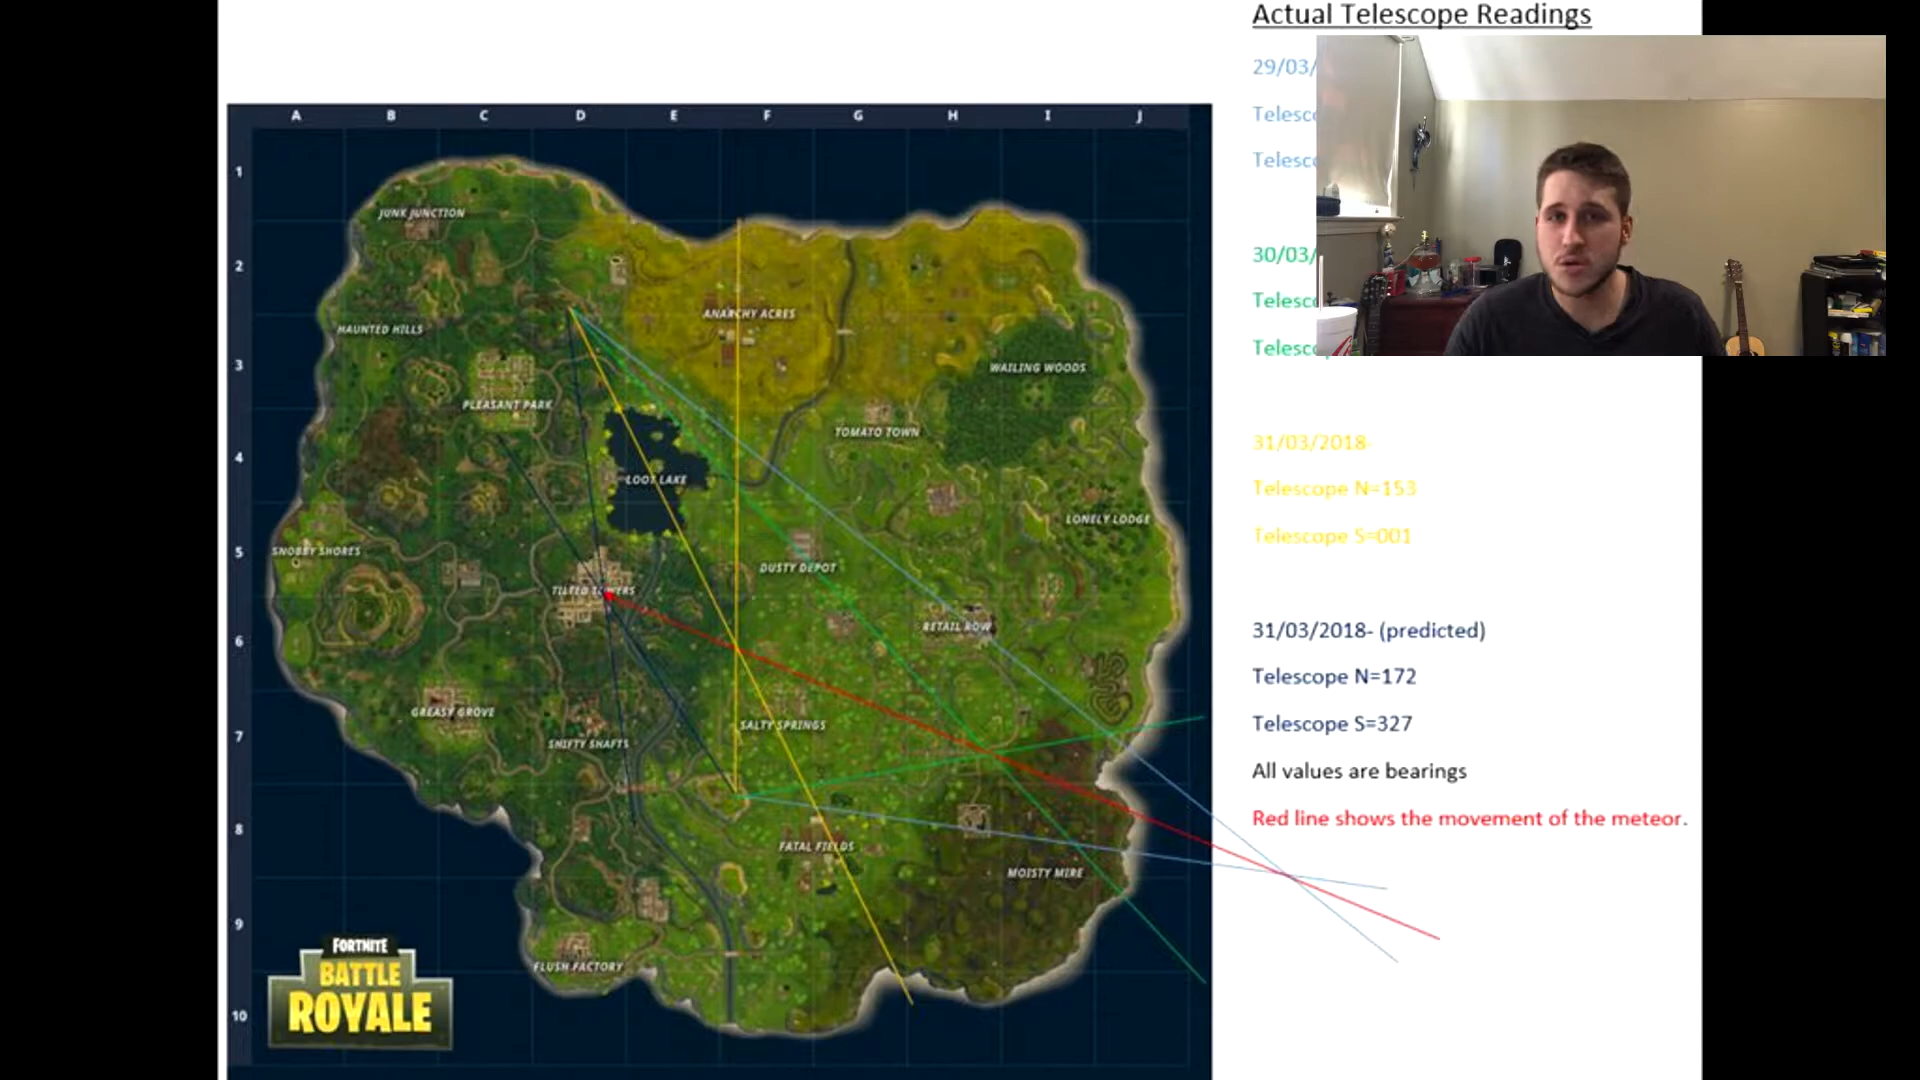 Actual Telescope Readings
29/03/
30/03/
31/03/2018-
Telescope N=153
Telescope S=001
31/03/2018- (predicted)
Telescope N=172
Telescope S=327
All values are bearings
Red line shows the movement of the meteor.
A B C D E F G H I J
1
2
3
4
5
6
7
8
9
10
JUNK JUNCTION
ANARCHY ACRES
HAUNTED HILLS
WAILING WOODS
PLEASANT PARK
TOMATO TOWN
LOOT LAKE
LONELY LODGE
SNOBBY SHORES
DUSTY DEPOT
TILTED TOWERS
RETAIL ROW
GREASY GROVE
SALTY SPRINGS
SHIFTY SHAFTS
FATAL FIELDS
MOISTY MIRE
FLUSH FACTORY
FORTNITE
BATTLE
ROYALE